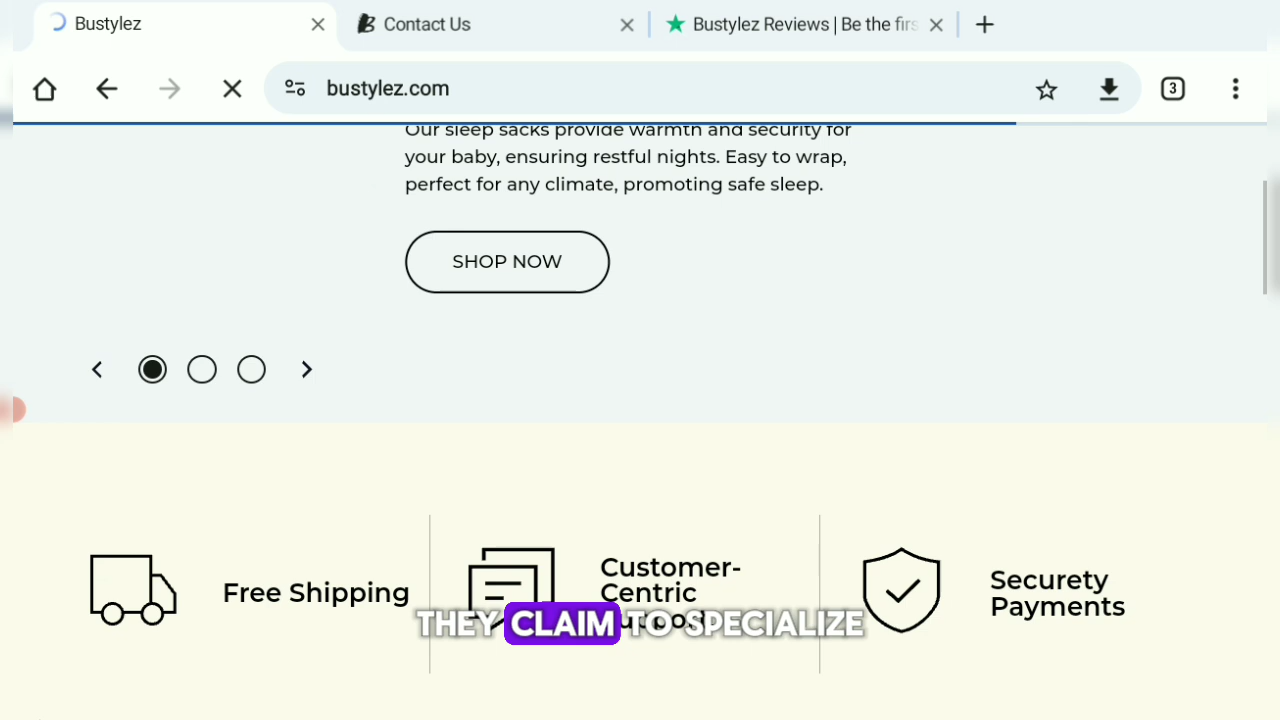 Bustylez
Contact Us
Bustylez Reviews | Be the firs
bustylez.com
3
Our sleep sacks provide warmth and security for
your baby, ensuring restful nights. Easy to wrap,
perfect for any climate, promoting safe sleep.
SHOP NOW
Free Shipping
Customer-
Centric
Securety
Payments
THEY CLAIM TO SPECIALIZE